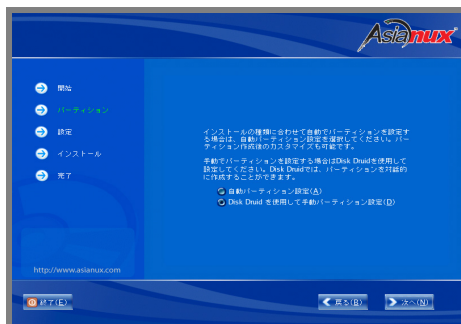 Asianux
開始
パーティション
設定
インストール
完了
インストールの種類に合わせて自動でパーティションを設定す
る場合は、自動パーティション設定を選択してください。パー
ティション作成後のカスタマイズも可能です。
手動でパーティションを設定する場合はDisk Druidを使用して
設定してください。Disk Druidでは、パーティションを対話的
に作成することができます。
自動パーティション設定(A)
Disk Druid を使用して手動パーティション設定(D)
http://www.asianux.com
終了(E)
戻る(B)
次へ(N)